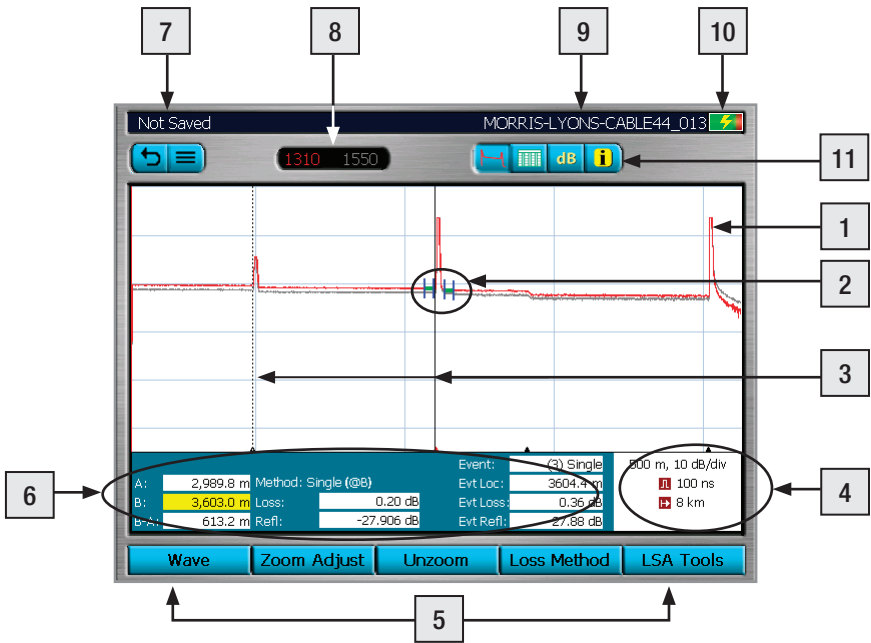 7 8 9 10
Not Saved MORRIS-LYONS-CABLE44_013
1310 1550 dB i 11
1
2
3
Event: (3) Single 500 m, 10 dB/div
A: 2,989.8 m Method: Single (@B) Evt Loc: 3604.4 m 100 ns
6 B: 3,603.0 m Loss: 0.20 dB Evt Loss: 0.36 dB 8 km 4
B-A: 613.2 m Refl: -27.906 dB Evt Refl: -27.88 dB
Wave Zoom Adjust Unzoom Loss Method LSA Tools
5